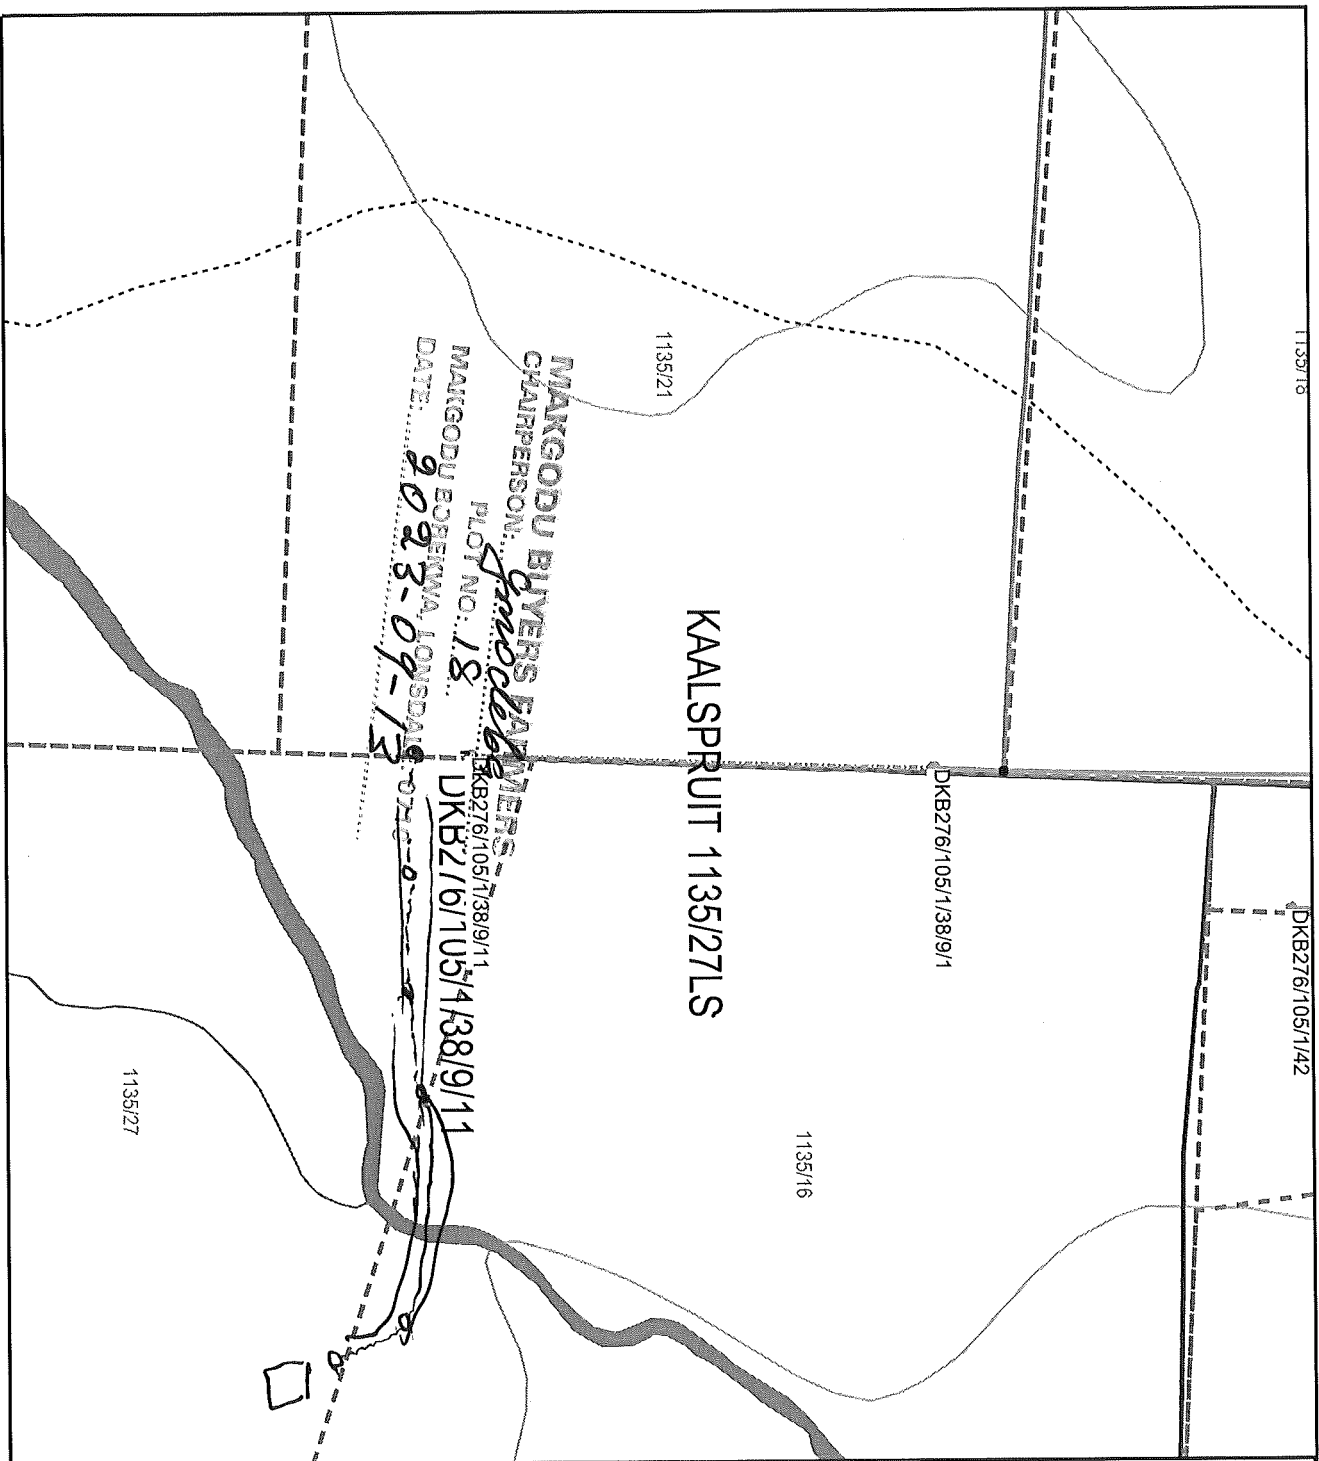 1135/18
DKB276/105/1/42
DKB276/105/1/38/9/1
KAALSPRUIT 1135/27LS
1135/16
1135/21
MAKGODU BUYERS FARMERS
CHAIRPERSON:
PLOT NO: 18
MAKGODU BOREKWA, LONSDALE
DATE: 2023-09-13
DKB276/105/1/38/9/11
DKB276/105/1/38/9/11
1135/27